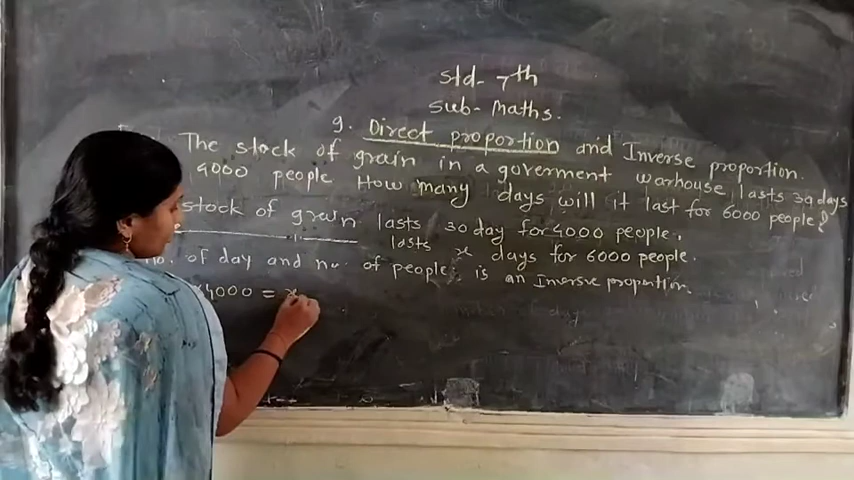 Std - 7th
Sub - Maths.
9. Direct proportion and Inverse proportion.
The stock of grain in a goverment warhouse lasts 30 days
4000 people How many days will it last for 6000 people?
stock of grain lasts 30 day for 4000 people.
lasts x days for 6000 people.
of day and no. of people is an Inverse proportion.
x 4000 = x